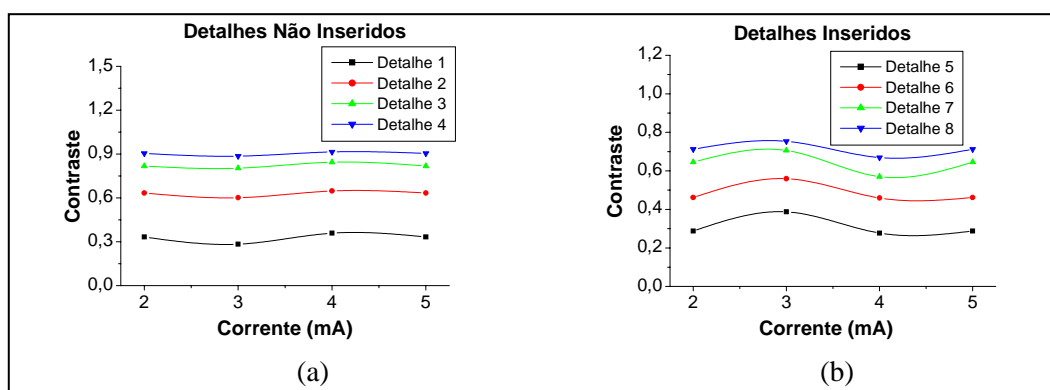 Detalhes Não Inseridos
Detalhe 1
Detalhe 2
Detalhe 3
Detalhe 4
1,5
1,2
0,9
0,6
0,3
0,0
Contraste
2 3 4 5
Corrente (mA)
(a)
Detalhes Inseridos
Detalhe 5
Detalhe 6
Detalhe 7
Detalhe 8
1,2
1,0
0,8
0,6
0,4
0,2
0,0
Contraste
2 3 4 5
Corrente (mA)
(b)